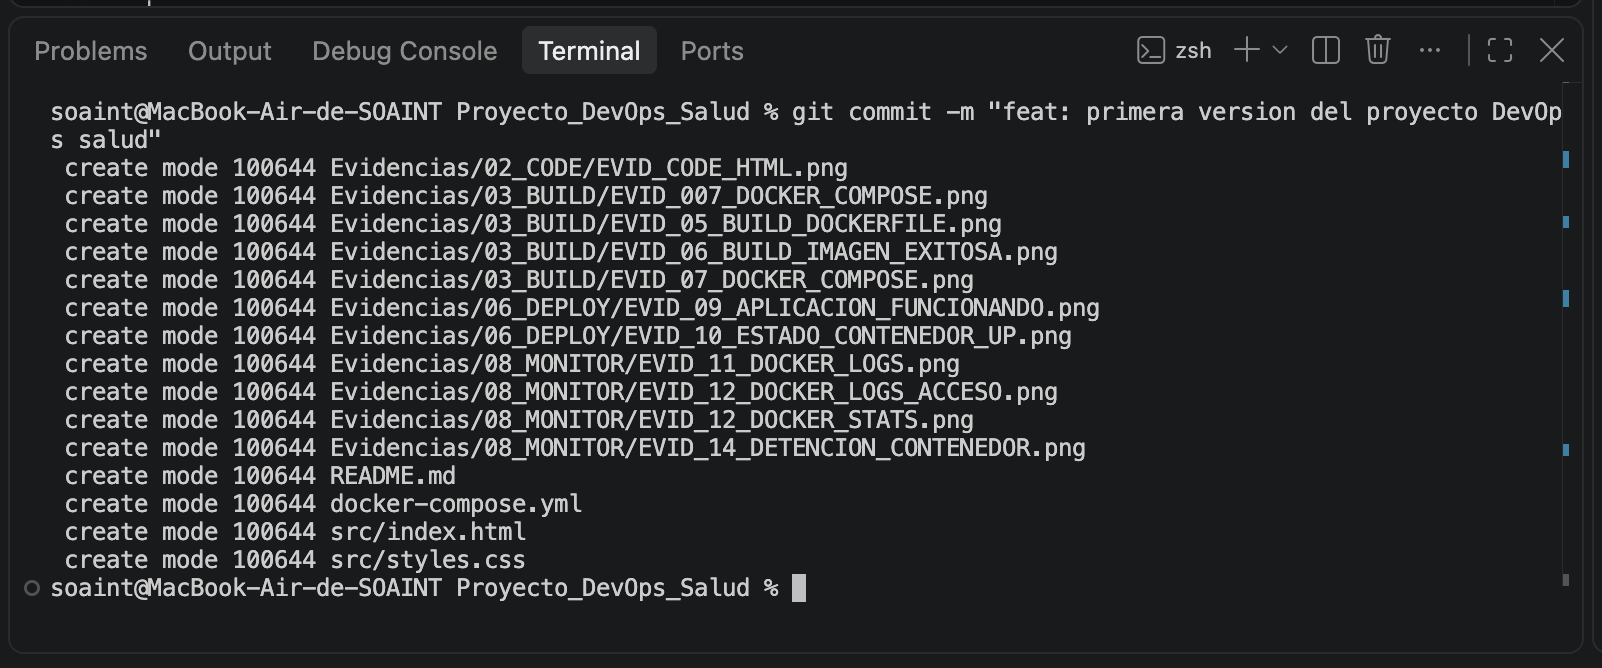 Problems Output Debug Console Terminal Ports zsh
soaint@MacBook-Air-de-SOAINT Proyecto_DevOps_Salud % git commit -m "feat: primera version del proyecto DevOp
s salud"
create mode 100644 Evidencias/02_CODE/EVID_CODE_HTML.png
create mode 100644 Evidencias/03_BUILD/EVID_007_DOCKER_COMPOSE.png
create mode 100644 Evidencias/03_BUILD/EVID_05_BUILD_DOCKERFILE.png
create mode 100644 Evidencias/03_BUILD/EVID_06_BUILD_IMAGEN_EXITOSA.png
create mode 100644 Evidencias/03_BUILD/EVID_07_DOCKER_COMPOSE.png
create mode 100644 Evidencias/06_DEPLOY/EVID_09_APLICACION_FUNCIONANDO.png
create mode 100644 Evidencias/06_DEPLOY/EVID_10_ESTADO_CONTENEDOR_UP.png
create mode 100644 Evidencias/08_MONITOR/EVID_11_DOCKER_LOGS.png
create mode 100644 Evidencias/08_MONITOR/EVID_12_DOCKER_LOGS_ACCESO.png
create mode 100644 Evidencias/08_MONITOR/EVID_12_DOCKER_STATS.png
create mode 100644 Evidencias/08_MONITOR/EVID_14_DETENCION_CONTENEDOR.png
create mode 100644 README.md
create mode 100644 docker-compose.yml
create mode 100644 src/index.html
create mode 100644 src/styles.css
soaint@MacBook-Air-de-SOAINT Proyecto_DevOps_Salud %